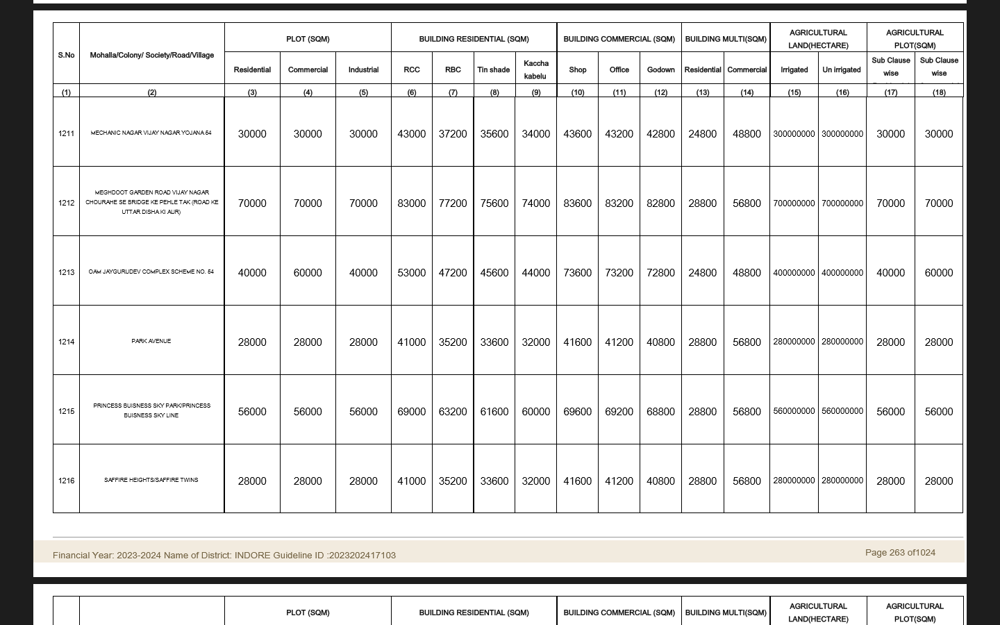 S.No Mohalla/Colony/ Society/Road/Village PLOT (SQM) BUILDING RESIDENTIAL (SQM) BUILDING COMMERCIAL (SQM) BUILDING MULTI(SQM) AGRICULTURAL LAND(HECTARE) AGRICULTURAL PLOT(SQM)
Residential Commercial Industrial RCC RBC Tin shade Kaccha kabelu Shop Office Godown Residential Commercial Irrigated Un irrigated Sub Clause wise Sub Clause wise
(1) (2) (3) (4) (5) (6) (7) (8) (9) (10) (11) (12) (13) (14) (15) (16) (17) (18)
1211 MECHANIC NAGAR VIJAY NAGAR YOJANA 54 30000 30000 30000 43000 37200 35600 34000 43600 43200 42800 24800 48800 300000000 300000000 30000 30000
1212 MEGHDOOT GARDEN ROAD VIJAY NAGAR
CHOURAHE SE BRIDGE KE PEHLE TAK (ROAD KE
UTTAR DISHA KI AUR) 70000 70000 70000 83000 77200 75600 74000 83600 83200 82800 28800 56800 700000000 700000000 70000 70000
1213 OAM JAYGURUDEV COMPLEX SCHEME NO. 54 40000 60000 40000 53000 47200 45600 44000 73600 73200 72800 24800 48800 400000000 400000000 40000 60000
1214 PARK AVENUE 28000 28000 28000 41000 35200 33600 32000 41600 41200 40800 28800 56800 280000000 280000000 28000 28000
1215 PRINCESS BUISNESS SKY PARK/PRINCESS
BUISNESS SKY LINE 56000 56000 56000 69000 63200 61600 60000 69600 69200 68800 28800 56800 560000000 560000000 56000 56000
1216 SAFFIRE HEIGHTS/SAFFIRE TWINS 28000 28000 28000 41000 35200 33600 32000 41600 41200 40800 28800 56800 280000000 280000000 28000 28000
Financial Year: 2023-2024 Name of District: INDORE Guideline ID :2023202417103 Page 263 of1024
PLOT (SQM) BUILDING RESIDENTIAL (SQM) BUILDING COMMERCIAL (SQM) BUILDING MULTI(SQM) AGRICULTURAL LAND(HECTARE) AGRICULTURAL PLOT(SQM)